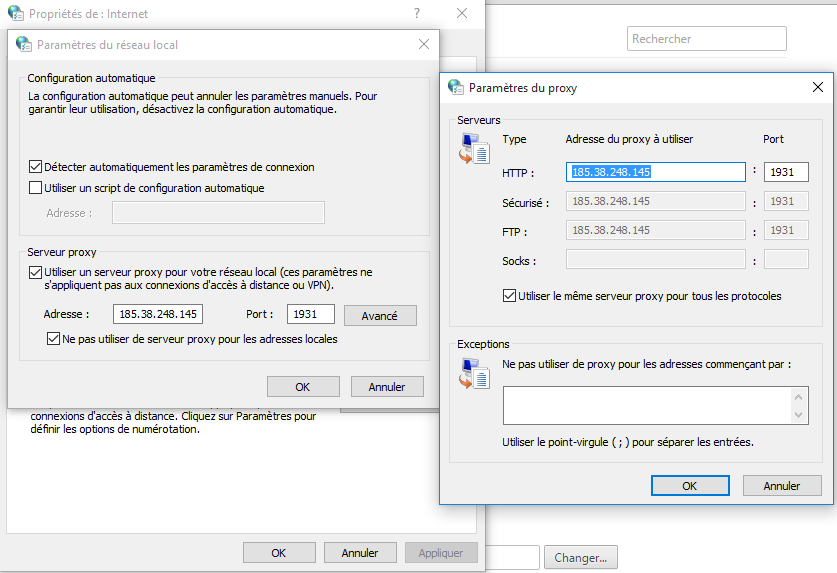 Propriétés de : Internet
?
Rechercher
Paramètres du réseau local
Configuration automatique
La configuration automatique peut annuler les paramètres manuels. Pour
garantir leur utilisation, désactivez la configuration automatique.
Détecter automatiquement les paramètres de connexion
Utiliser un script de configuration automatique
Adresse :
Serveur proxy
Utiliser un serveur proxy pour votre réseau local (ces paramètres ne
s'appliquent pas aux connexions d'accès à distance ou VPN).
Adresse : 185.38.248.145 Port : 1931 Avancé
Ne pas utiliser de serveur proxy pour les adresses locales
OK Annuler
connexions d'accès à distance. Cliquez sur Paramètres pour
définir les options de numérotation.
OK Annuler Appliquer
Paramètres du proxy
Serveurs
Type Adresse du proxy à utiliser Port
HTTP : 185.38.248.145 : 1931
Sécurisé : 185.38.248.145 : 1931
FTP : 185.38.248.145 : 1931
Socks : :
Utiliser le même serveur proxy pour tous les protocoles
Exceptions
Ne pas utiliser de proxy pour les adresses commençant par :
Utiliser le point-virgule ( ; ) pour séparer les entrées.
OK Annuler
Changer...